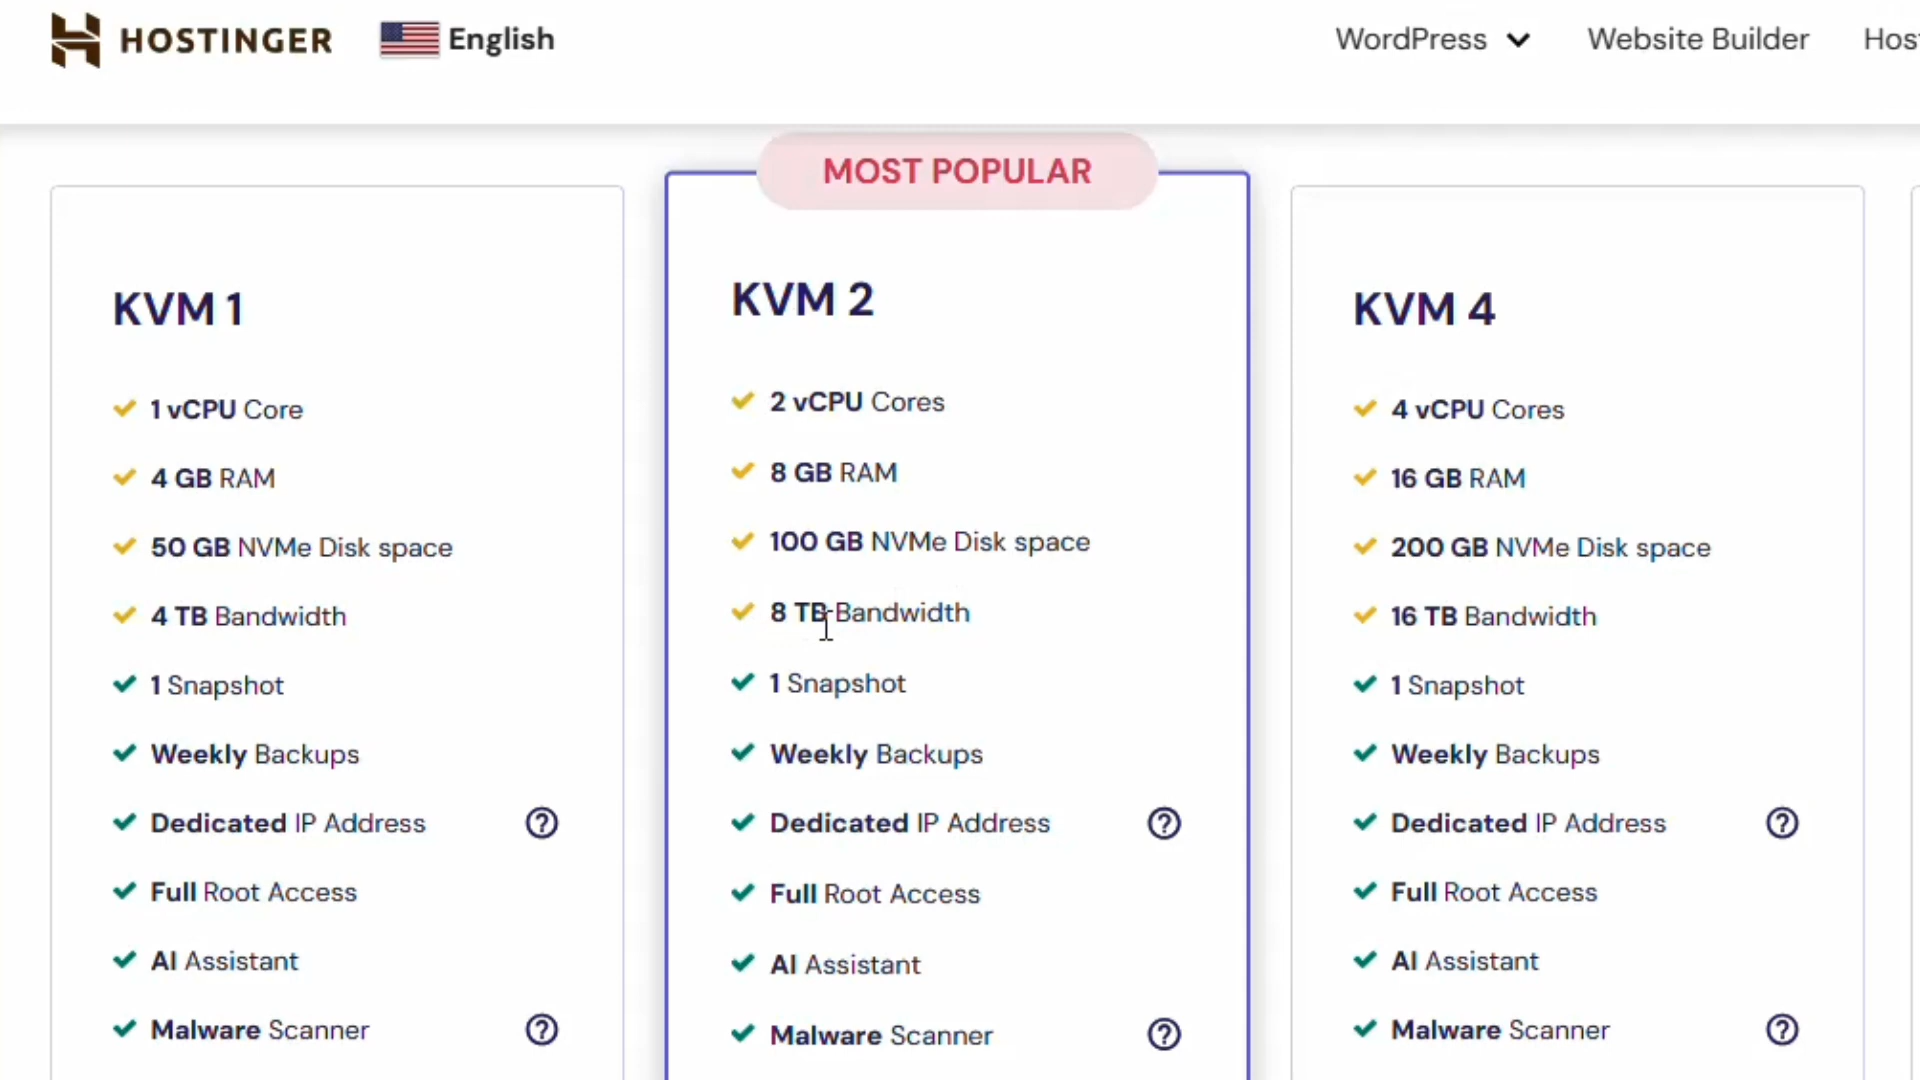 HOSTINGER English WordPress Website Builder
MOST POPULAR
KVM 1
1 vCPU Core
4 GB RAM
50 GB NVMe Disk space
4 TB Bandwidth
1 Snapshot
Weekly Backups
Dedicated IP Address
Full Root Access
AI Assistant
Malware Scanner
KVM 2
2 vCPU Cores
8 GB RAM
100 GB NVMe Disk space
8 TB Bandwidth
1 Snapshot
Weekly Backups
Dedicated IP Address
Full Root Access
AI Assistant
Malware Scanner
KVM 4
4 vCPU Cores
16 GB RAM
200 GB NVMe Disk space
16 TB Bandwidth
1 Snapshot
Weekly Backups
Dedicated IP Address
Full Root Access
AI Assistant
Malware Scanner